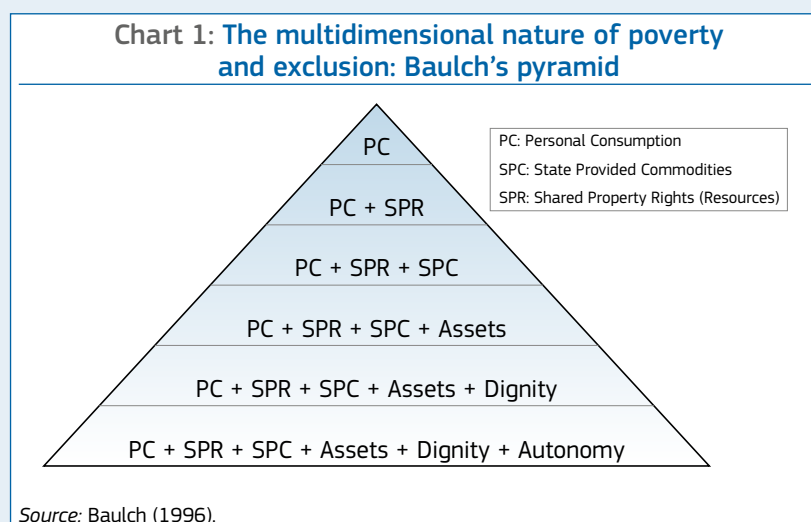 Chart 1: The multidimensional nature of poverty
and exclusion: Baulch's pyramid
PC
PC: Personal Consumption
SPC: State Provided Commodities
SPR: Shared Property Rights (Resources)
PC + SPR
PC + SPR + SPC
PC + SPR + SPC + Assets
PC + SPR + SPC + Assets + Dignity
PC + SPR + SPC + Assets + Dignity + Autonomy
Source: Baulch (1996).